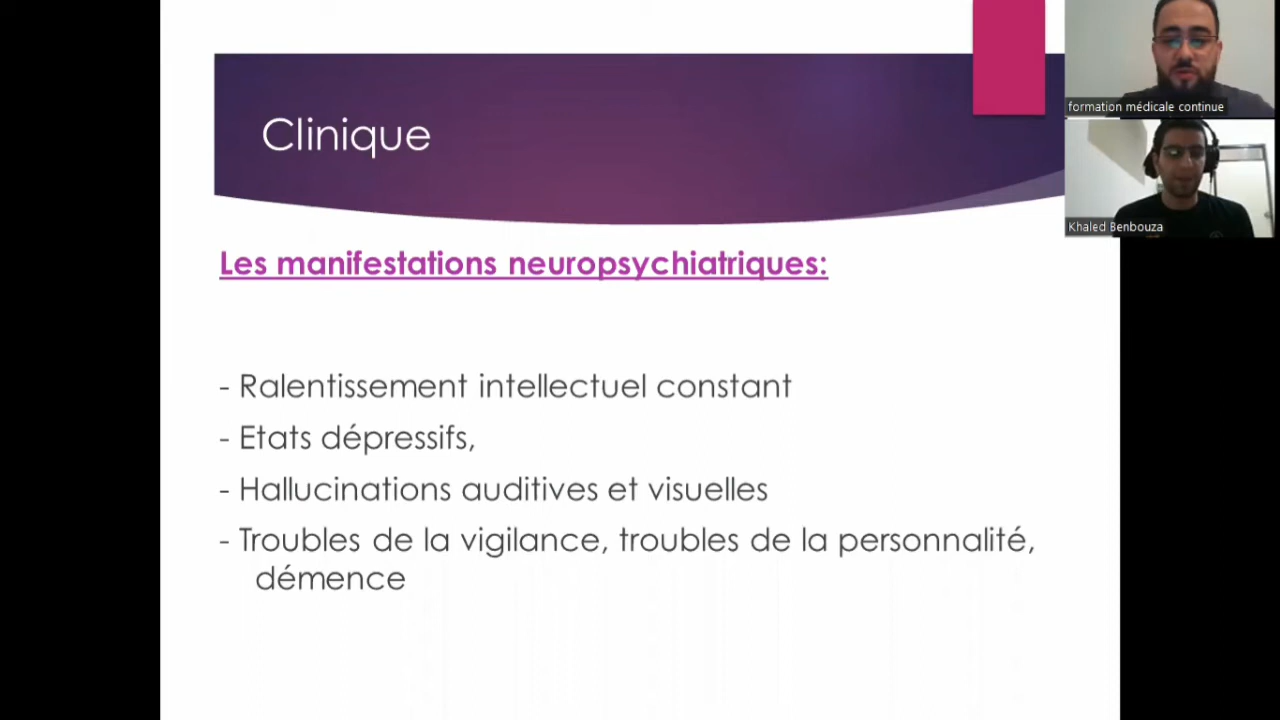 Clinique
formation médicale continue
Khaled Benbouza
Les manifestations neuropsychiatriques:
- Ralentissement intellectuel constant
- Etats dépressifs,
- Hallucinations auditives et visuelles
- Troubles de la vigilance, troubles de la personnalité,
démence